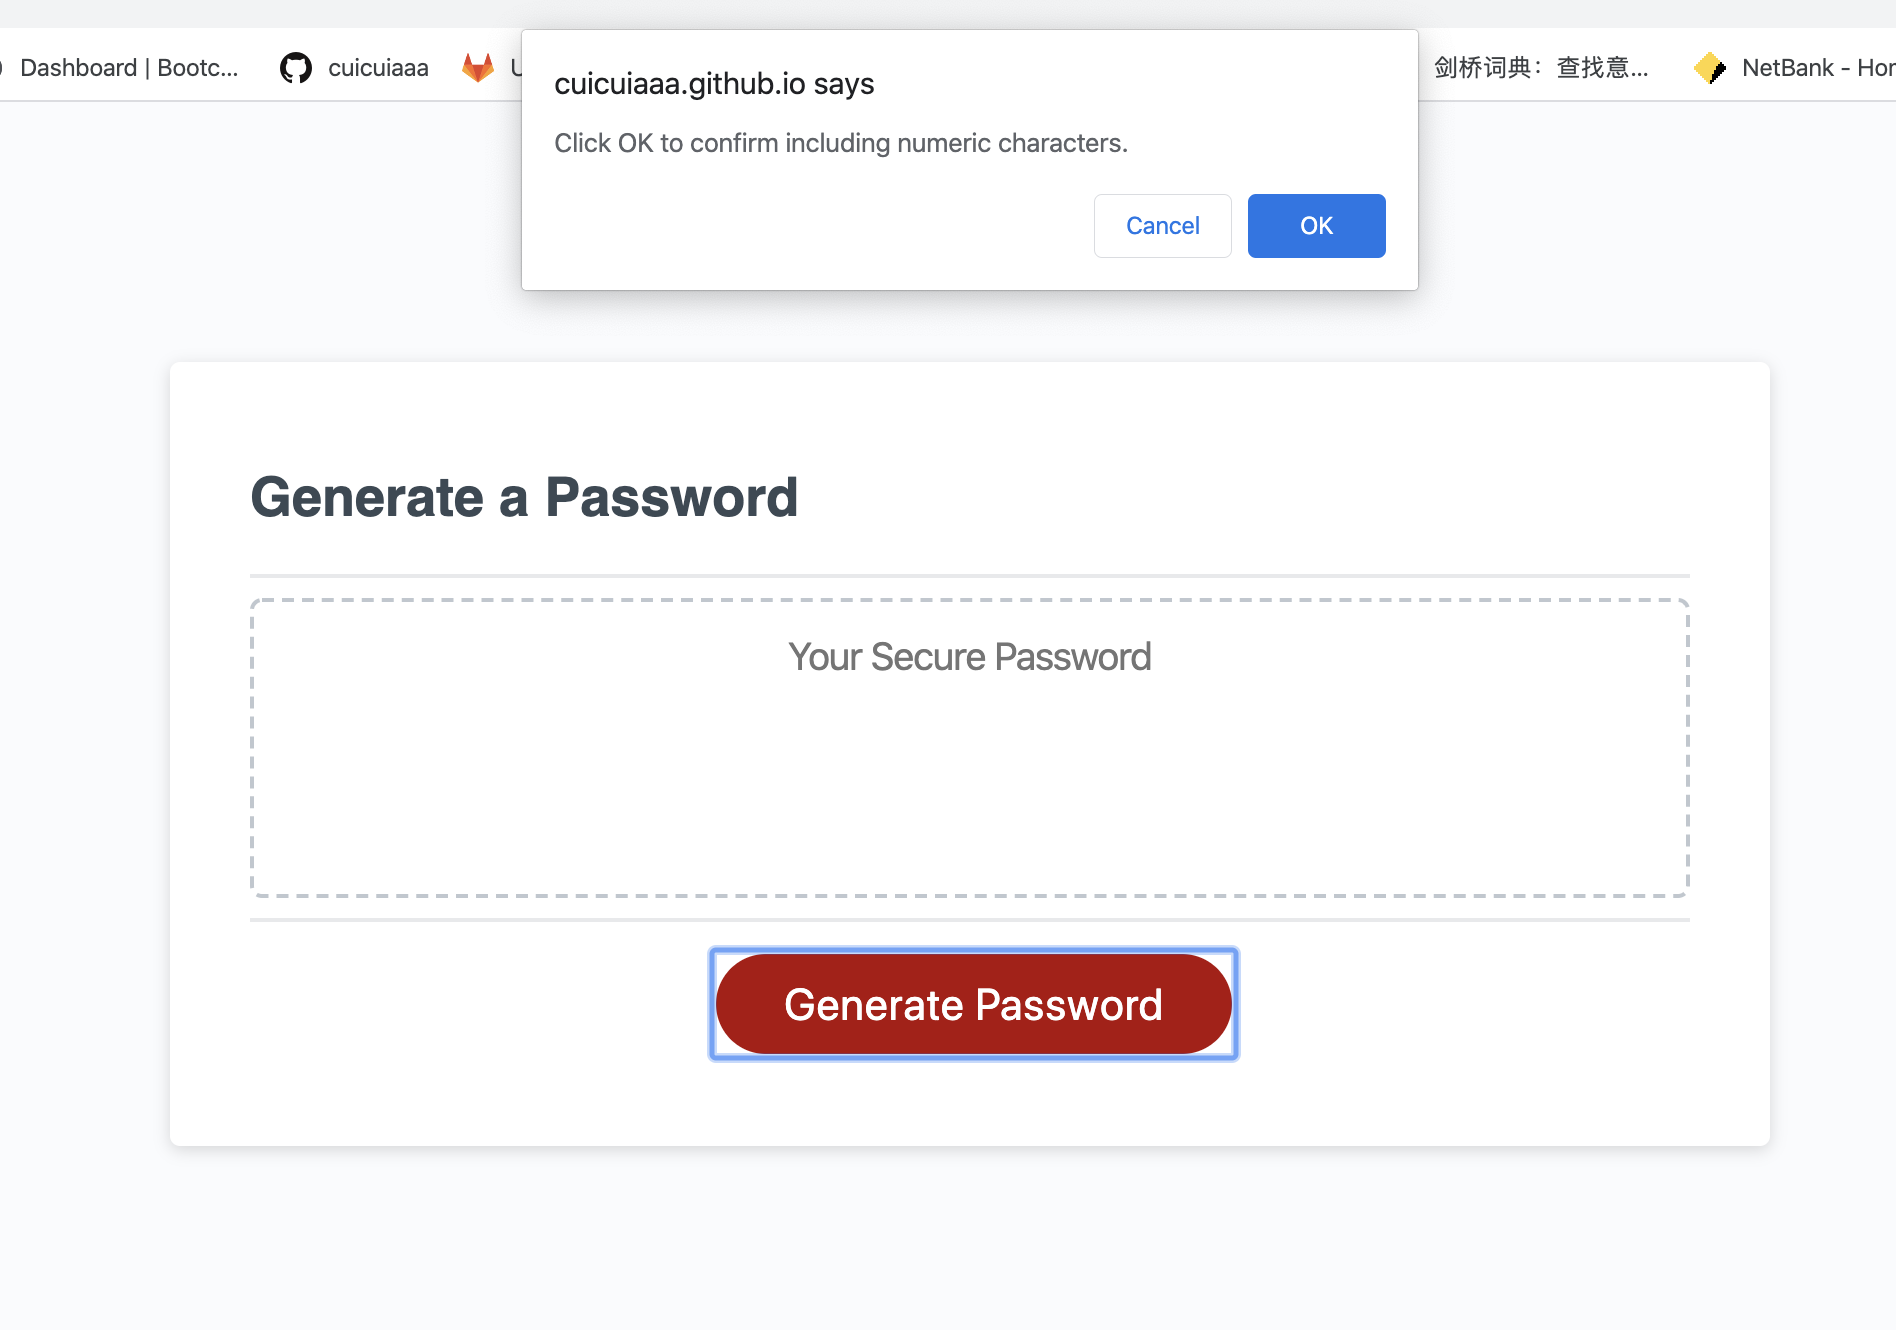 Dashboard | Bootc...
cuicuiaaa
U
剑桥词典：查找意...
NetBank - Hor
cuicuiaaa.github.io says
Click OK to confirm including numeric characters.
Cancel
OK
Generate a Password
Your Secure Password
Generate Password